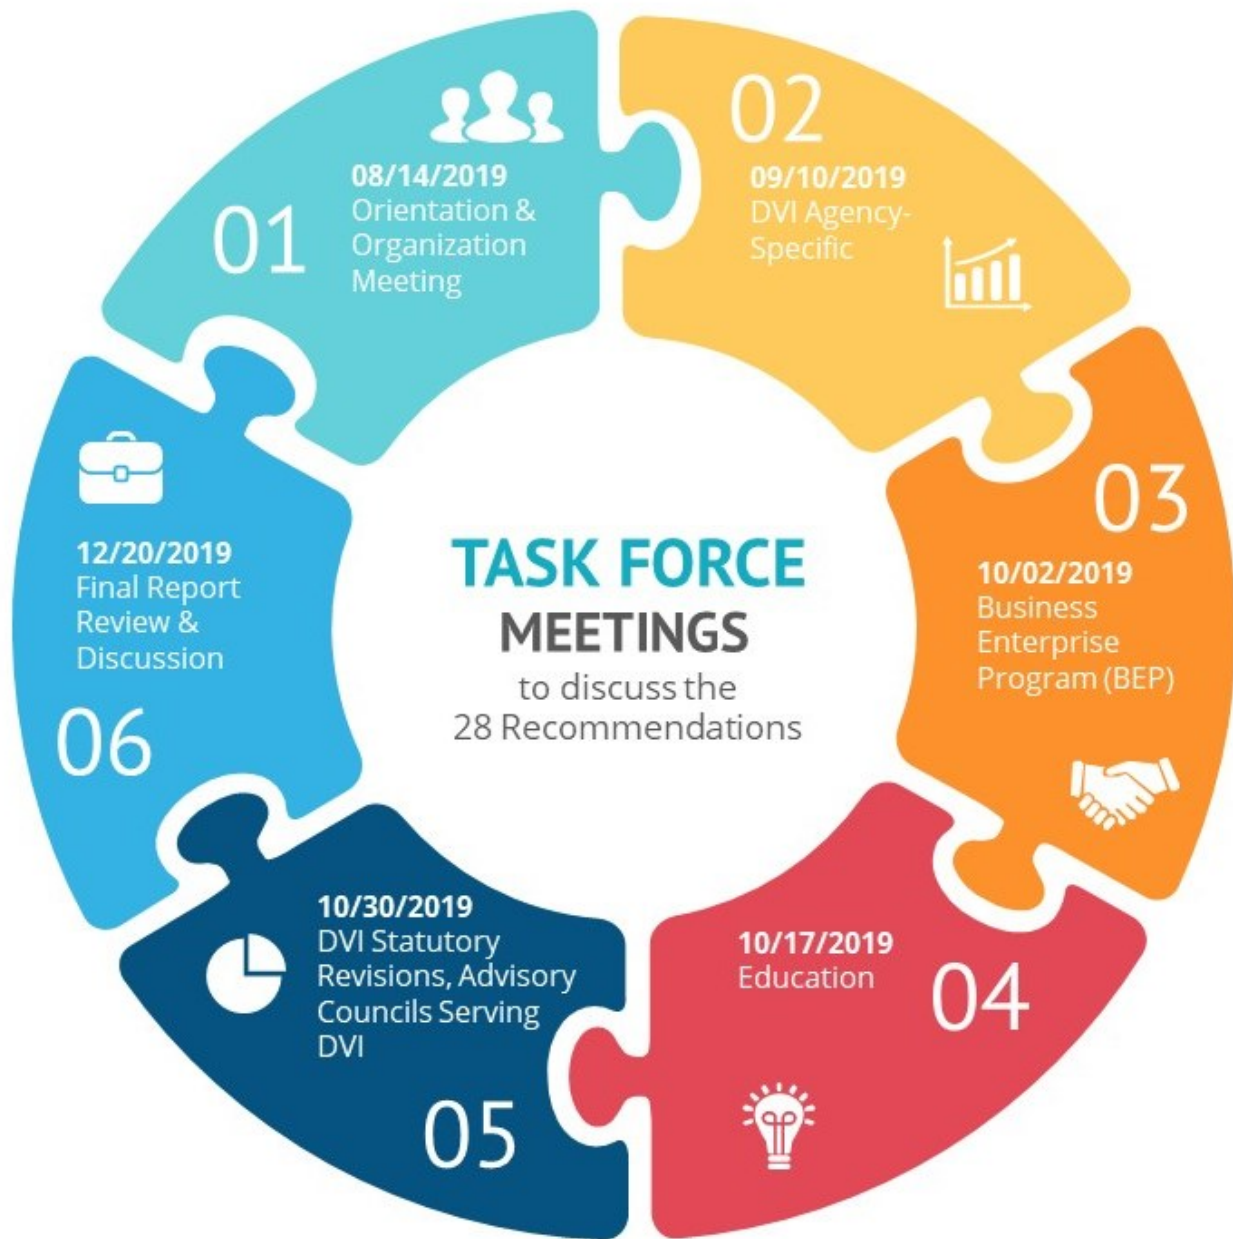 TASK FORCE
MEETINGS
to discuss the
28 Recommendations
01
08/14/2019
Orientation &
Organization
Meeting
02
09/10/2019
DVI Agency-
Specific
03
10/02/2019
Business
Enterprise
Program (BEP)
04
10/17/2019
Education
05
10/30/2019
DVI Statutory
Revisions, Advisory
Councils Serving
DVI
06
12/20/2019
Final Report
Review &
Discussion